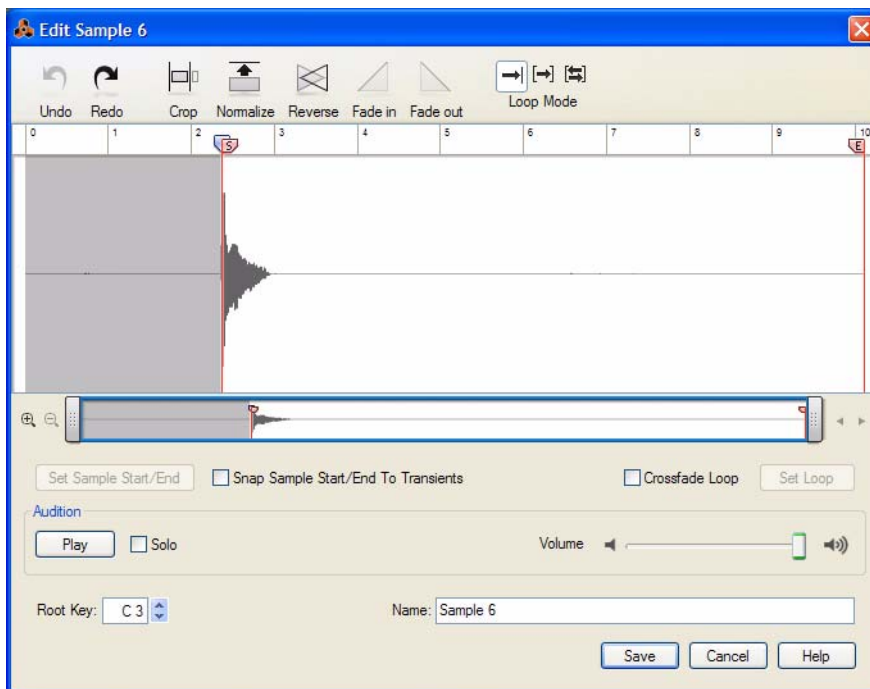 Edit Sample 6
Undo Redo Crop Normalize Reverse Fade in Fade out Loop Mode
0 1 2 3 4 5 6 7 8 9 10
S E
Set Sample Start/End Snap Sample Start/End To Transients Crossfade Loop Set Loop
Audition
Play Solo Volume
Root Key: C 3 Name: Sample 6
Save Cancel Help